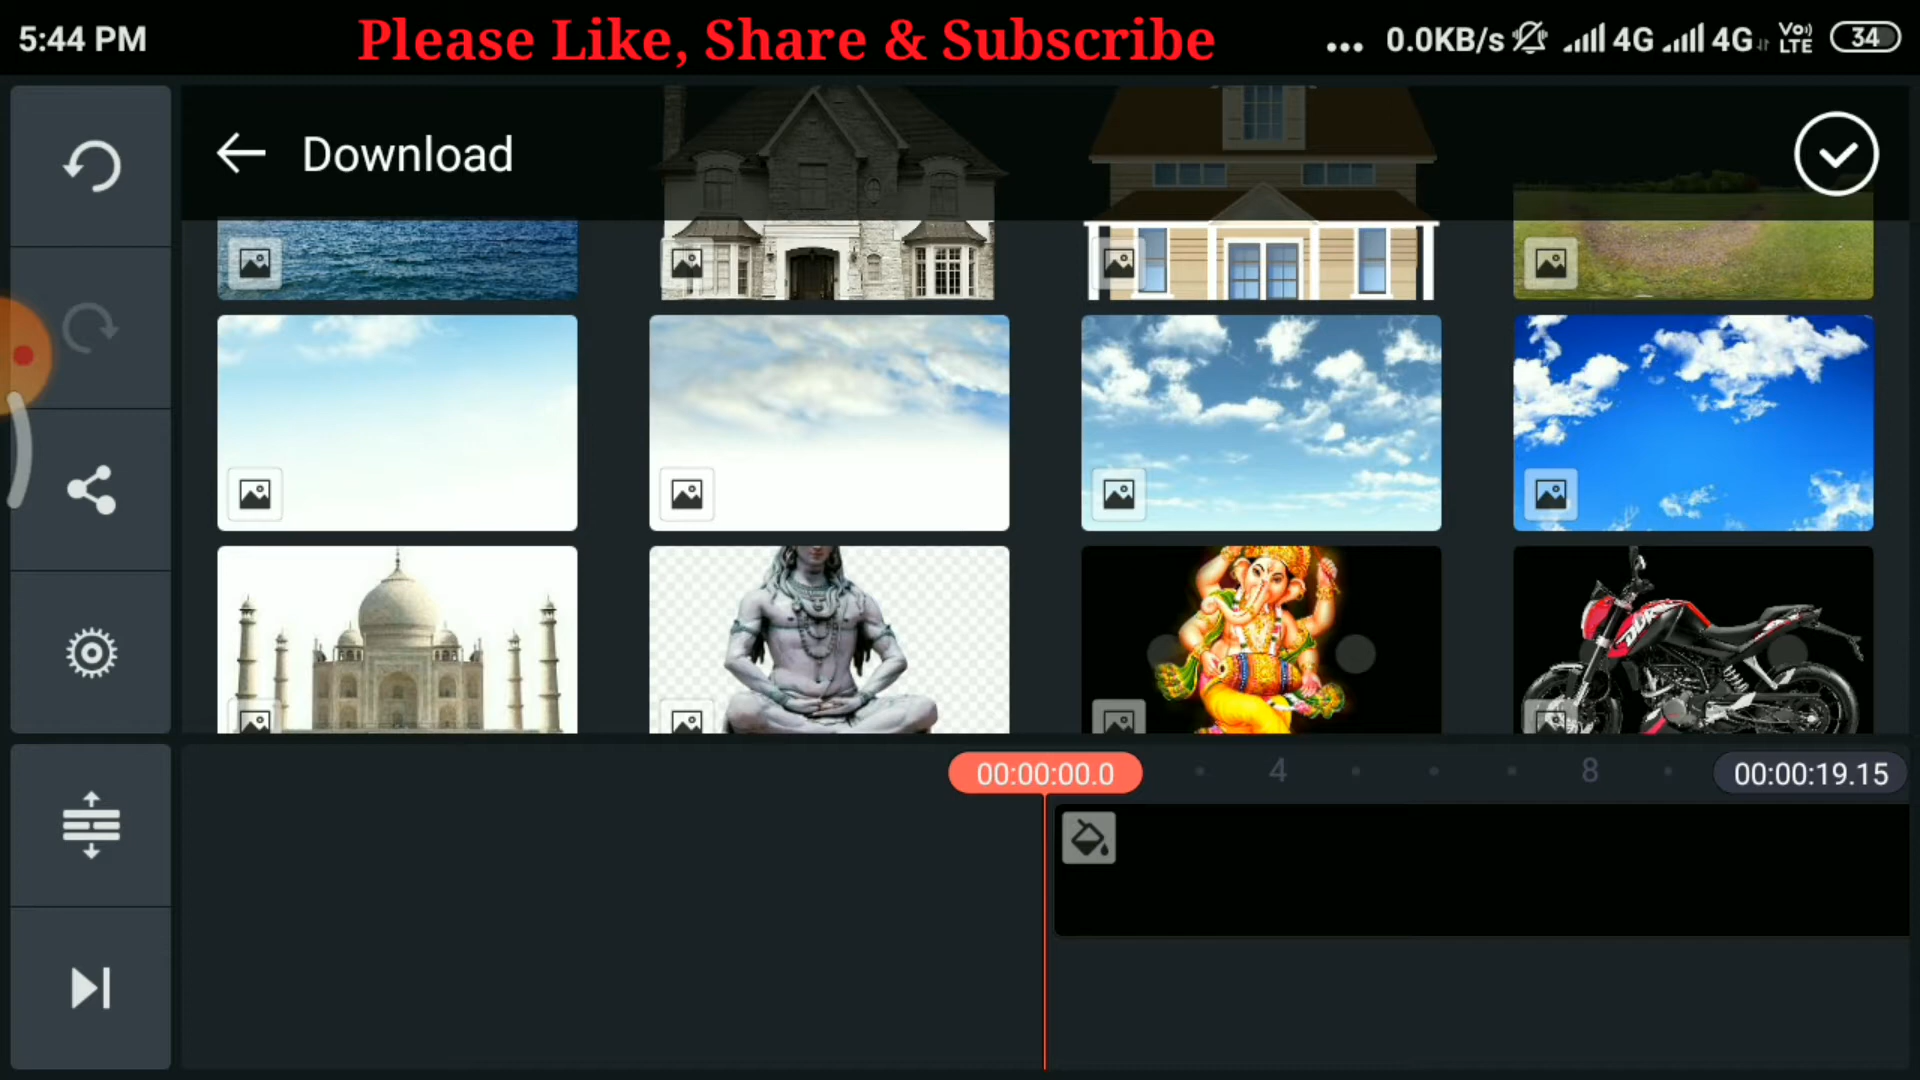 5:44 PM
Please Like, Share & Subscribe
... 0.0KB/s 4G 4G Vo) LTE 34
Download
DUKE
00:00:00.0
4
8
00:00:19.15